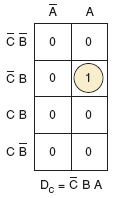 A̅ A
C̅ B̅ 0 0
C̅ B 0 1
C B 0 0
C B̅ 0 0
D_C = C̅ B A